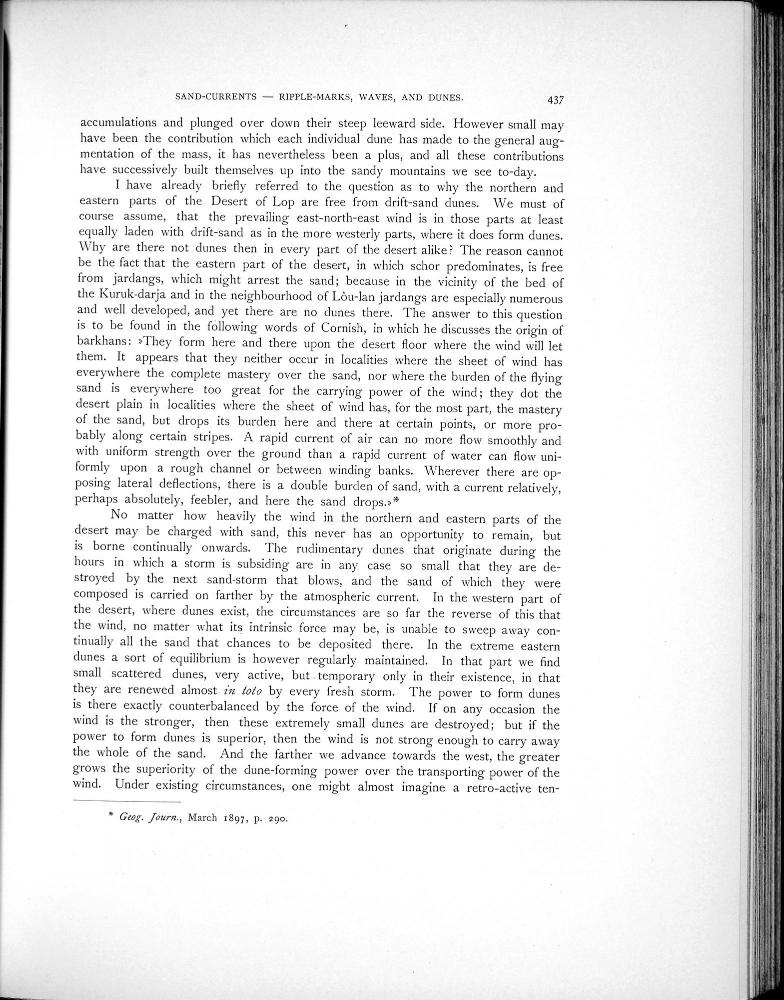 SAND-CURRENTS — RIPPLE-MARKS, WAVES, AND DUNES. 437
accumulations and plunged over down their steep leeward side. However small may
have been the contribution which each individual dune has made to the general aug-
mentation of the mass, it has nevertheless been a plus, and all these contributions
have successively built themselves up into the sandy mountains we see to-day.
I have already briefly referred to the question as to why the northern and
eastern parts of the Desert of Lop are free from drift-sand dunes. We must of
course assume, that the prevailing east-north-east wind is in those parts at least
equally laden with drift-sand as in the more westerly parts, where it does form dunes.
Why are there not dunes then in every part of the desert alike? The reason cannot
be the fact that the eastern part of the desert, in which schor predominates, is free
from jardangs, which might arrest the sand; because in the vicinity of the bed of
the Kuruk-darja and in the neighbourhood of Lôu-lan jardangs are especially numerous
and well developed, and yet there are no dunes there. The answer to this question
is to be found in the following words of Cornish, in which he discusses the origin of
barkhans: »They form here and there upon the desert floor where the wind will let
them. It appears that they neither occur in localities where the sheet of wind has
everywhere the complete mastery over the sand, nor where the burden of the flying
sand is everywhere too great for the carrying power of the wind; they dot the
desert plain in localities where the sheet of wind has, for the most part, the mastery
of the sand, but drops its burden here and there at certain points, or more pro-
bably along certain stripes. A rapid current of air can no more flow smoothly and
with uniform strength over the ground than a rapid current of water can flow uni-
formly upon a rough channel or between winding banks. Wherever there are op-
posing lateral deflections, there is a double burden of sand, with a current relatively,
perhaps absolutely, feebler, and here the sand drops.»*
No matter how heavily the wind in the northern and eastern parts of the
desert may be charged with sand, this never has an opportunity to remain, but
is borne continually onwards. The rudimentary dunes that originate during the
hours in which a storm is subsiding are in any case so small that they are de-
stroyed by the next sand-storm that blows, and the sand of which they were
composed is carried on farther by the atmospheric current. In the western part of
the desert, where dunes exist, the circumstances are so far the reverse of this that
the wind, no matter what its intrinsic force may be, is unable to sweep away con-
tinually all the sand that chances to be deposited there. In the extreme eastern
dunes a sort of equilibrium is however regularly maintained. In that part we find
small scattered dunes, very active, but temporary only in their existence, in that
they are renewed almost in toto by every fresh storm. The power to form dunes
is there exactly counterbalanced by the force of the wind. If on any occasion the
wind is the stronger, then these extremely small dunes are destroyed; but if the
power to form dunes is superior, then the wind is not strong enough to carry away
the whole of the sand. And the farther we advance towards the west, the greater
grows the superiority of the dune-forming power over the transporting power of the
wind. Under existing circumstances, one might almost imagine a retro-active ten-
* Geog. Journ., March 1897, p. 290.